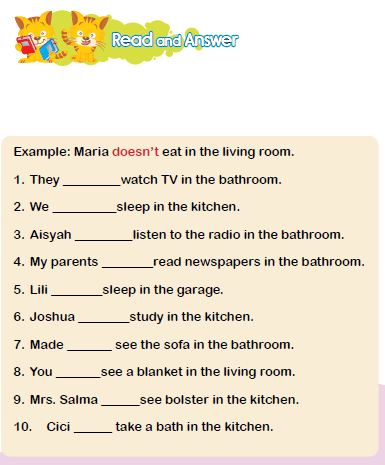 Read and Answer
Example: Maria doesn't eat in the living room.
1. They ________watch TV in the bathroom.
2. We _________sleep in the kitchen.
3. Aisyah ________listen to the radio in the bathroom.
4. My parents _______read newspapers in the bathroom.
5. Lili _______sleep in the garage.
6. Joshua _______study in the kitchen.
7. Made ______ see the sofa in the bathroom.
8. You ______see a blanket in the living room.
9. Mrs. Salma _____see bolster in the kitchen.
10. Cici _____ take a bath in the kitchen.